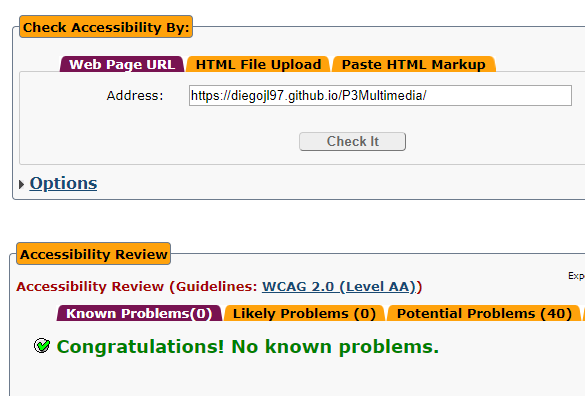 Check Accessibility By:
Web Page URL HTML File Upload Paste HTML Markup
Address: https://diegojl97.github.io/P3Multimedia/
Check It
Options
Accessibility Review
Exp
Accessibility Review (Guidelines: WCAG 2.0 (Level AA))
Known Problems(0) Likely Problems (0) Potential Problems (40)
Congratulations! No known problems.